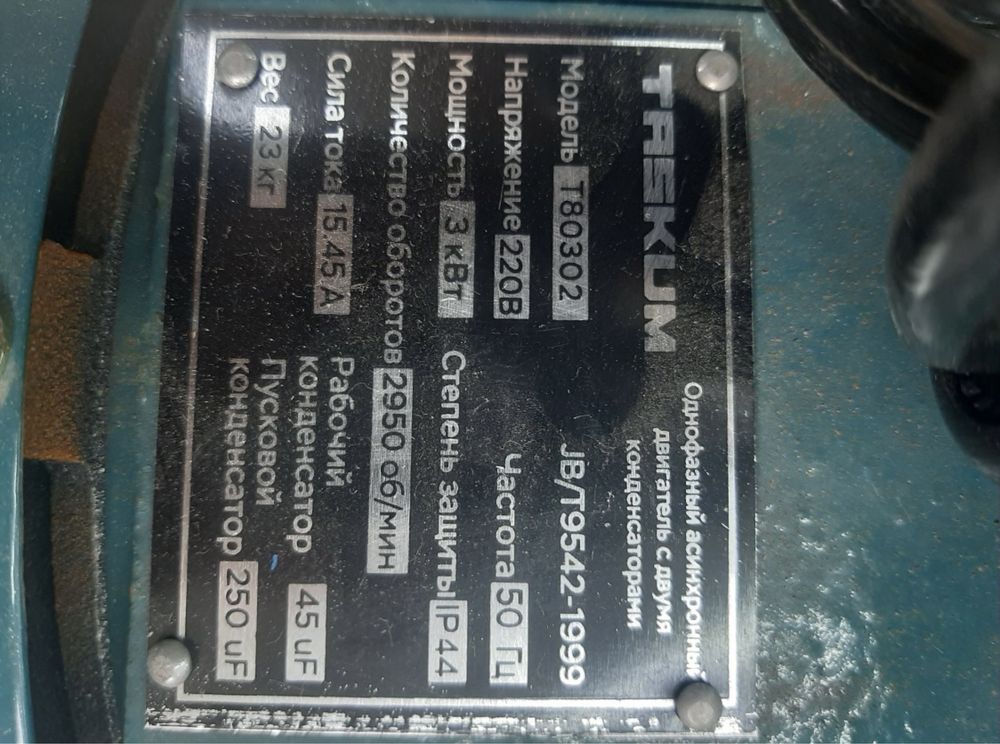 TASKUM
Однофазный асинхронный
двигатель с двумя
конденсаторами
Модель T80302 JB/T9542-1999
Напряжение 220В Частота 50 Гц
Мощность 3 кВт Степень защиты IP44
Количество оборотов 2950 об/мин
Сила тока 15.45 А Рабочий
конденсатор 45 uF
Вес 23 кг Пусковой
конденсатор 250 uF